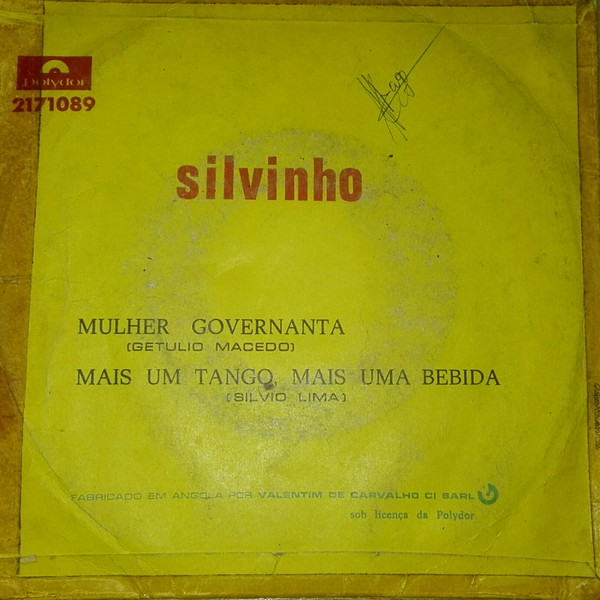 Polydor
2171089
silvinho
MULHER GOVERNANTA
(GETULIO MACEDO)
MAIS UM TANGO, MAIS UMA BEBIDA
(SILVIO LIMA)
FABRICADO EM ANGOLA POR VALENTIM DE CARVALHO CI SARL
sob licença da Polydor